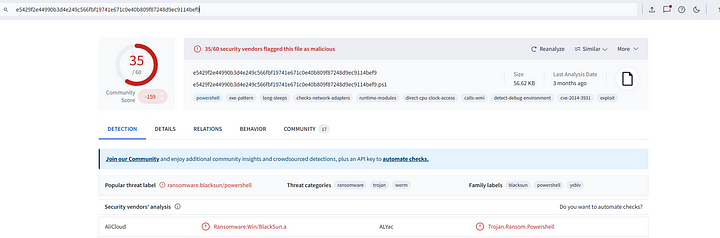 e5429f2e44990b3d4e249c566fbf19741e671c0e40b809f87248d9ec9114bef9
35
/ 60
Community
Score
-159
35/60 security vendors flagged this file as malicious
Reanalyze
Similar
More
e5429f2e44990b3d4e249c566fbf19741e671c0e40b809f87248d9ec9114bef9
e5429f2e44990b3d4e249c566fbf19741e671c0e40b809f87248d9ec9114bef9.ps1
Size
56.62 KB
Last Analysis Date
3 months ago
powershell exe-pattern long-sleeps checks-network-adapters runtime-modules direct-cpu-clock-access calls-wmi detect-debug-environment cve-2014-3931 exploit
DETECTION DETAILS RELATIONS BEHAVIOR COMMUNITY 17
Join our Community and enjoy additional community insights and crowdsourced detections, plus an API key to automate checks.
Popular threat label ransomware.blacksun/powershell
Threat categories ransomware trojan worm
Family labels blacksun powershell yxblv
Security vendors' analysis
Do you want to automate checks?
AliCloud Ransomware:Win/BlackSun.a
ALYac Trojan.Ransom.Powershell